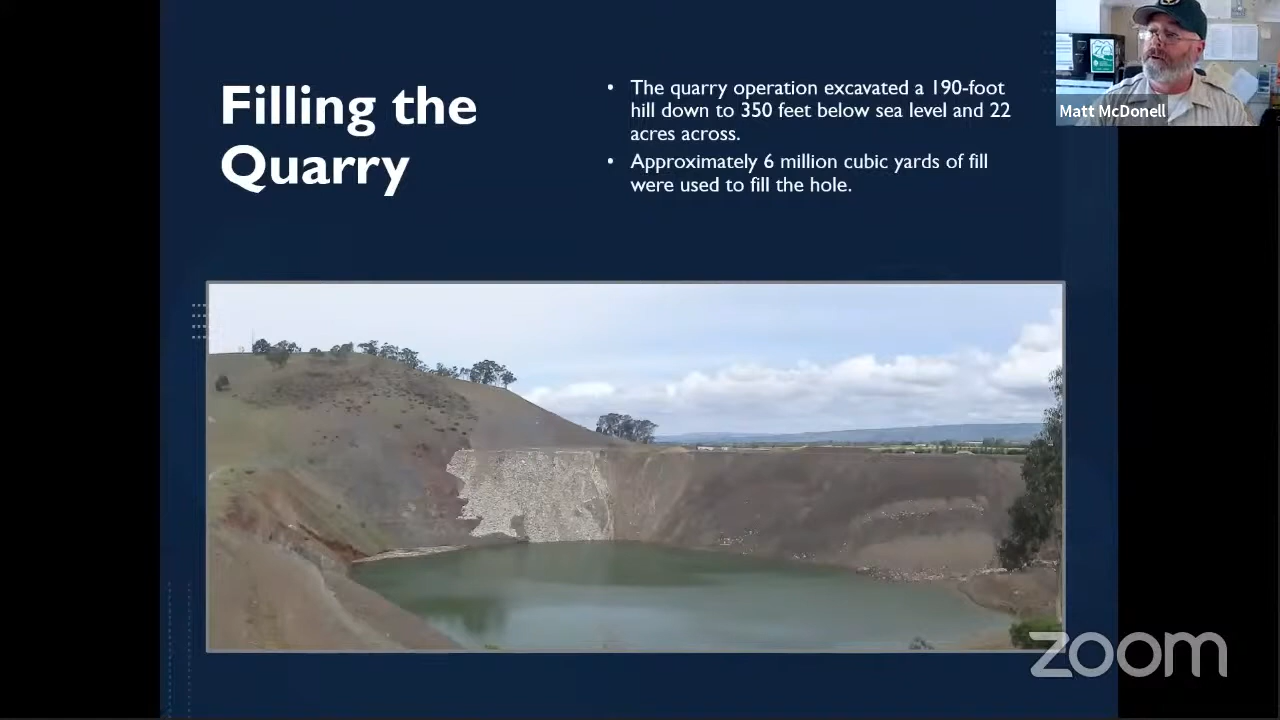 Filling the
Quarry
• The quarry operation excavated a 190-foot
hill down to 350 feet below sea level and 22
acres across.
• Approximately 6 million cubic yards of fill
were used to fill the hole.
Matt McDonell
zoom